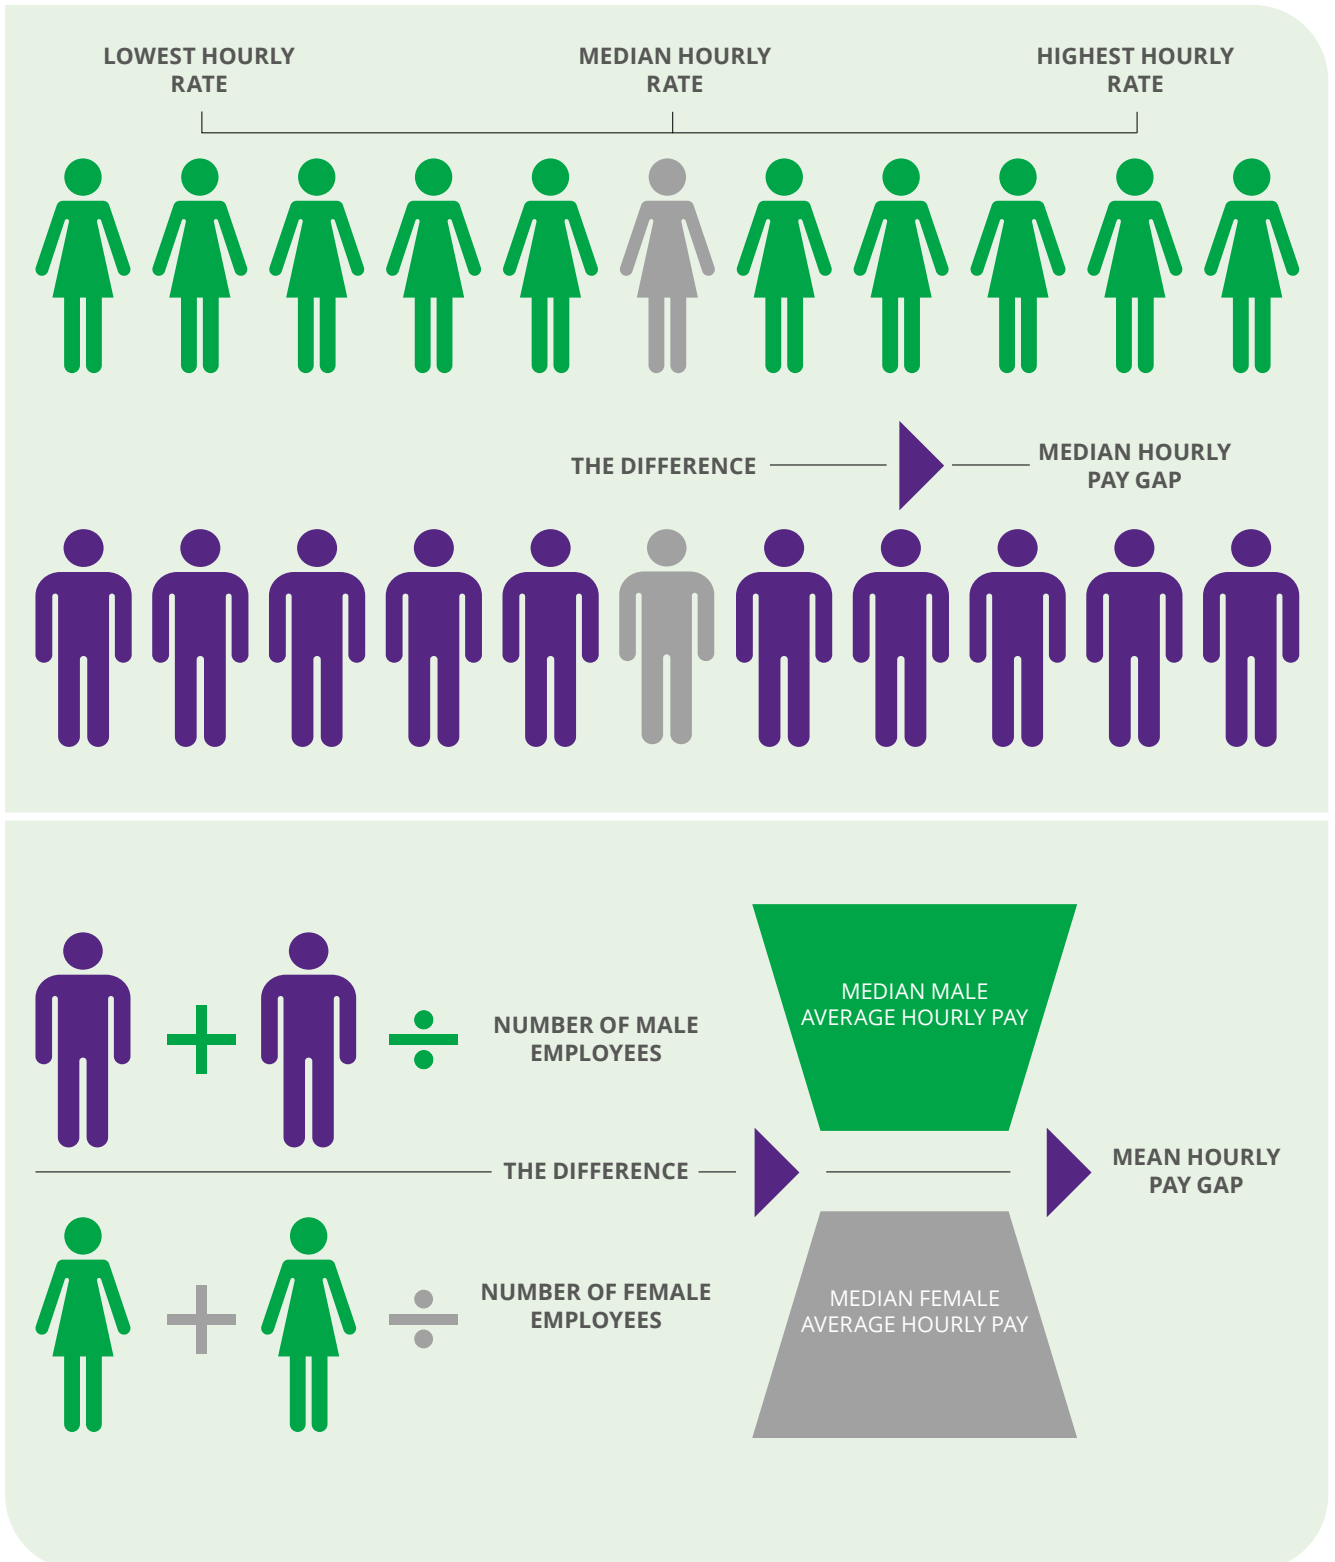 LOWEST HOURLY
RATE
MEDIAN HOURLY
RATE
HIGHEST HOURLY
RATE
THE DIFFERENCE
MEDIAN HOURLY
PAY GAP
NUMBER OF MALE
EMPLOYEES
MEDIAN MALE
AVERAGE HOURLY PAY
THE DIFFERENCE
MEAN HOURLY
PAY GAP
NUMBER OF FEMALE
EMPLOYEES
MEDIAN FEMALE
AVERAGE HOURLY PAY